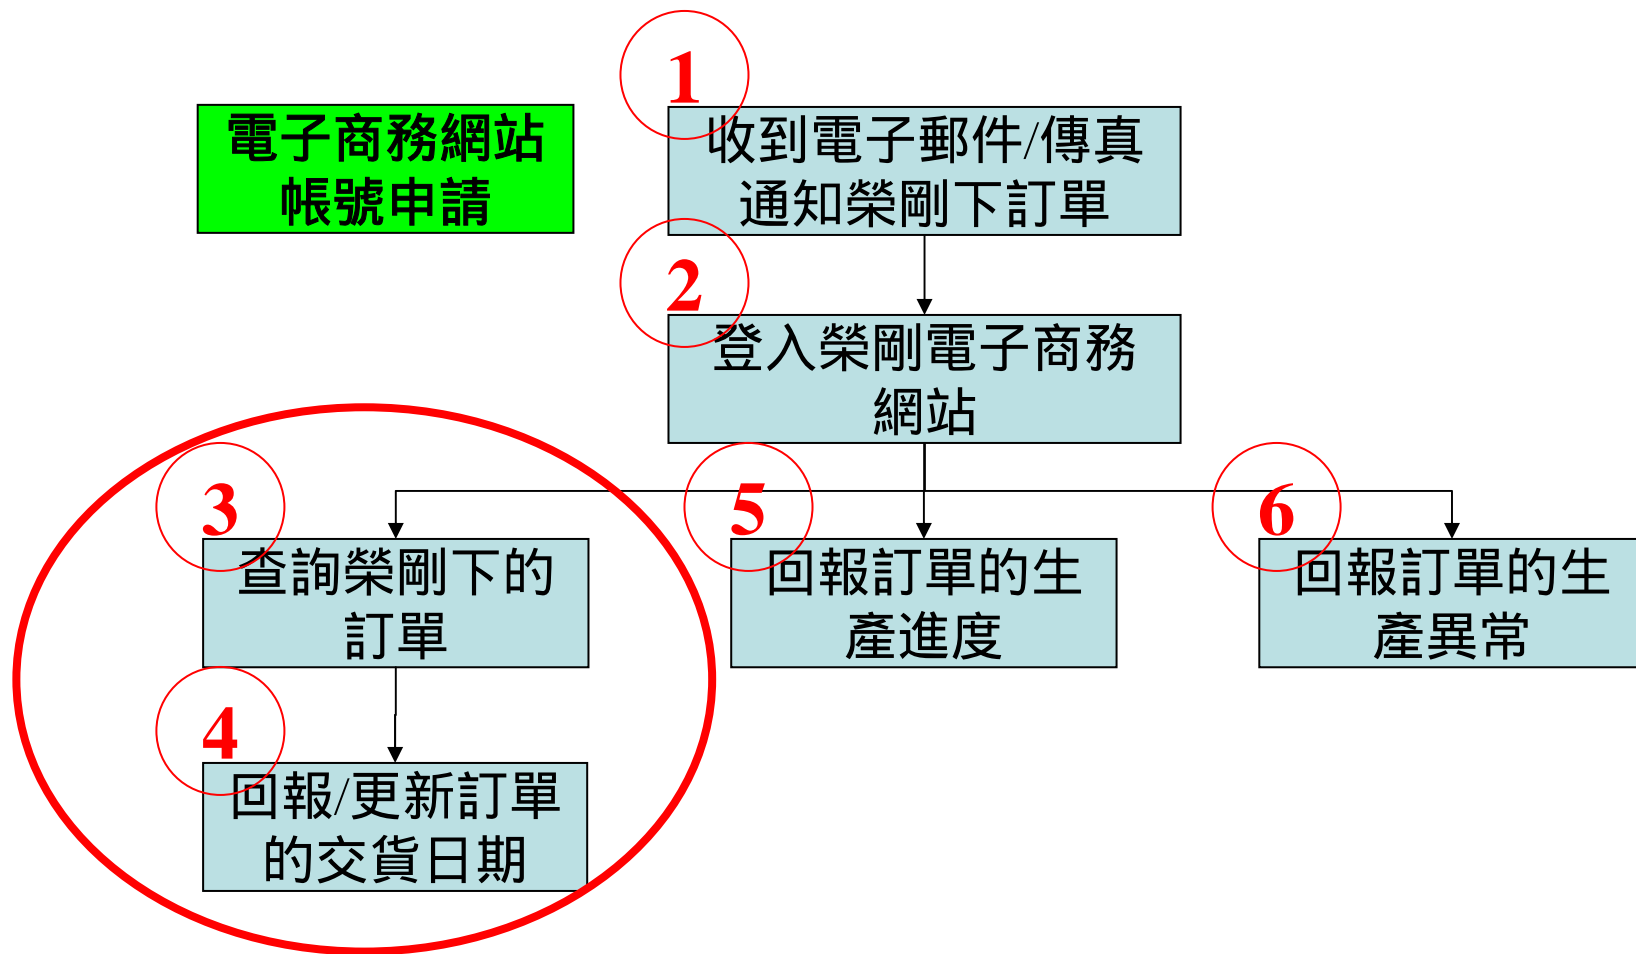 電子商務網站
帳號申請
1
收到電子郵件/傳真
通知榮剛下訂單
2
登入榮剛電子商務
網站
3
查詢榮剛下的
訂單
4
回報/更新訂單
的交貨日期
5
回報訂單的生
產進度
6
回報訂單的生
產異常